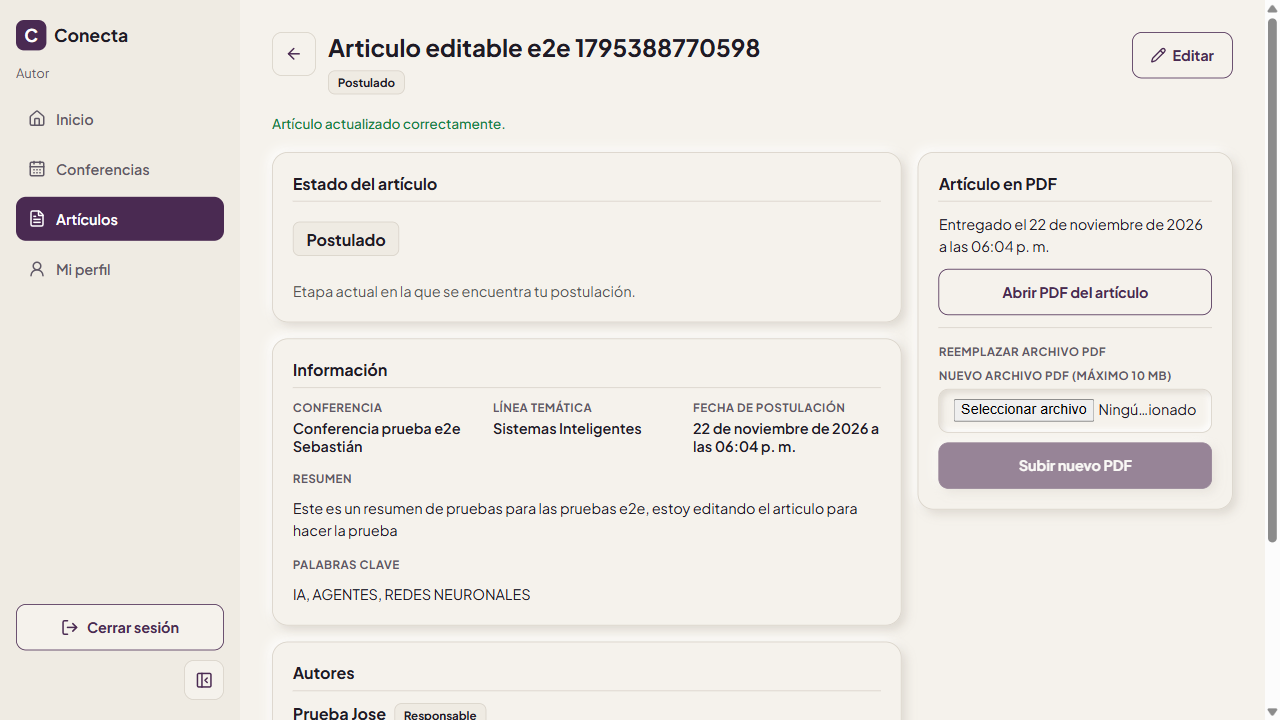 C Conecta
Autor
Inicio
Conferencias
Artículos
Mi perfil
Cerrar sesión
Articulo editable e2e 1795388770598
Postulado
Editar
Artículo actualizado correctamente.
Estado del artículo
Postulado
Etapa actual en la que se encuentra tu postulación.
Información
CONFERENCIA
Conferencia prueba e2e
Sebastián
LÍNEA TEMÁTICA
Sistemas Inteligentes
FECHA DE POSTULACIÓN
22 de noviembre de 2026 a
las 06:04 p. m.
RESUMEN
Este es un resumen de pruebas para las pruebas e2e, estoy editando el articulo para
hacer la prueba
PALABRAS CLAVE
IA, AGENTES, REDES NEURONALES
Autores
Prueba Jose Responsable
Artículo en PDF
Entregado el 22 de noviembre de 2026
a las 06:04 p. m.
Abrir PDF del artículo
REEMPLAZAR ARCHIVO PDF
NUEVO ARCHIVO PDF (MÁXIMO 10 MB)
Seleccionar archivo Ningú...ionado
Subir nuevo PDF